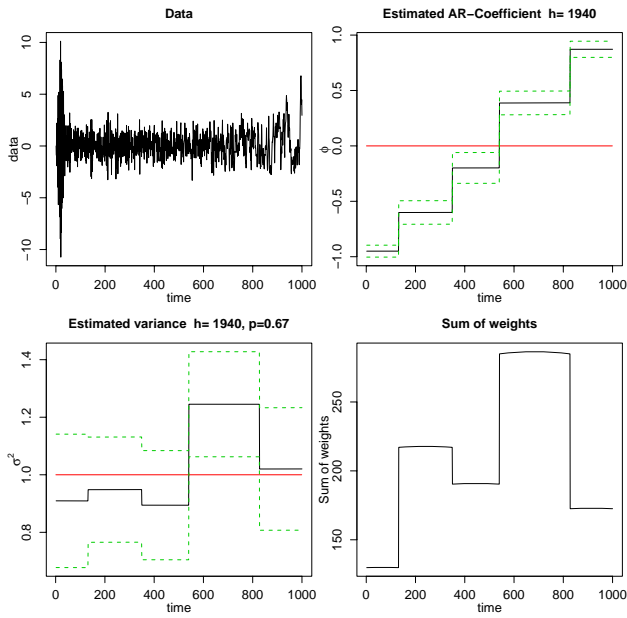 Data
10
5
0
−5
−10
data
0 200 400 600 800 1000
time
Estimated AR−Coefficient h= 1940
1.0
0.5
0.0
−0.5
−1.0
φ
0 200 400 600 800 1000
time
Estimated variance h= 1940, p=0.67
1.4
1.2
1.0
0.8
σ²
0 200 400 600 800 1000
time
Sum of weights
250
200
150
Sum of weights
0 200 400 600 800 1000
time